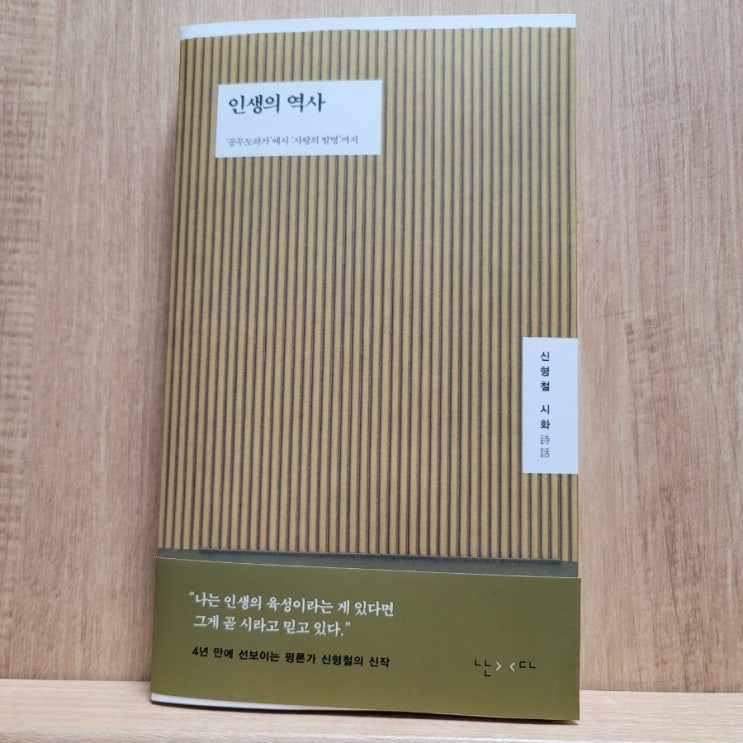 인생의 역사
'공무도하가'에서 '사랑의 발명'까지
신형철 시화
詩話
“나는 인생의 육성이라는 게 있다면
그게 곧 시라고 믿고 있다.”
4년 만에 선보이는 평론가 신형철의 신작